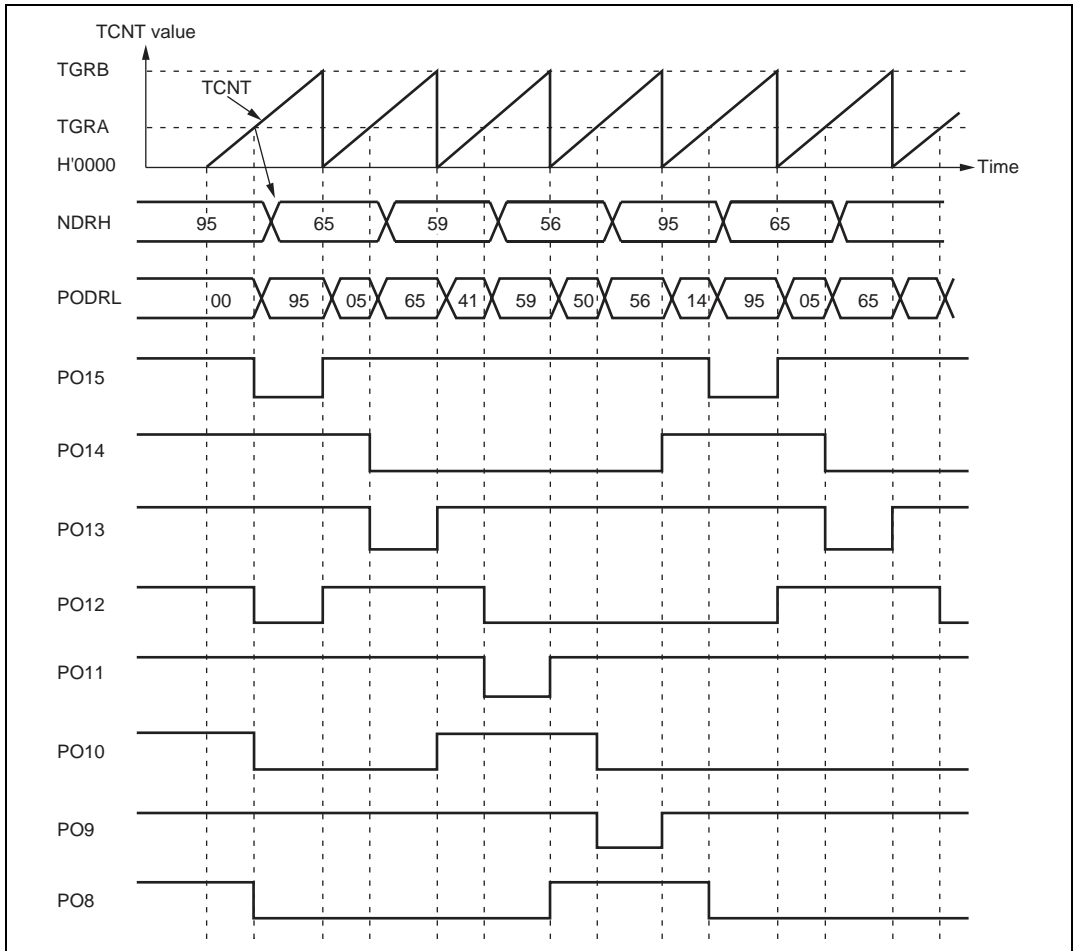 TCNT value
TGRB
TCNT
TGRA
H'0000
Time
NDRH 95 65 59 56 95 65
PODRL 00 95 05 65 41 59 50 56 14 95 05 65
PO15
PO14
PO13
PO12
PO11
PO10
PO9
PO8